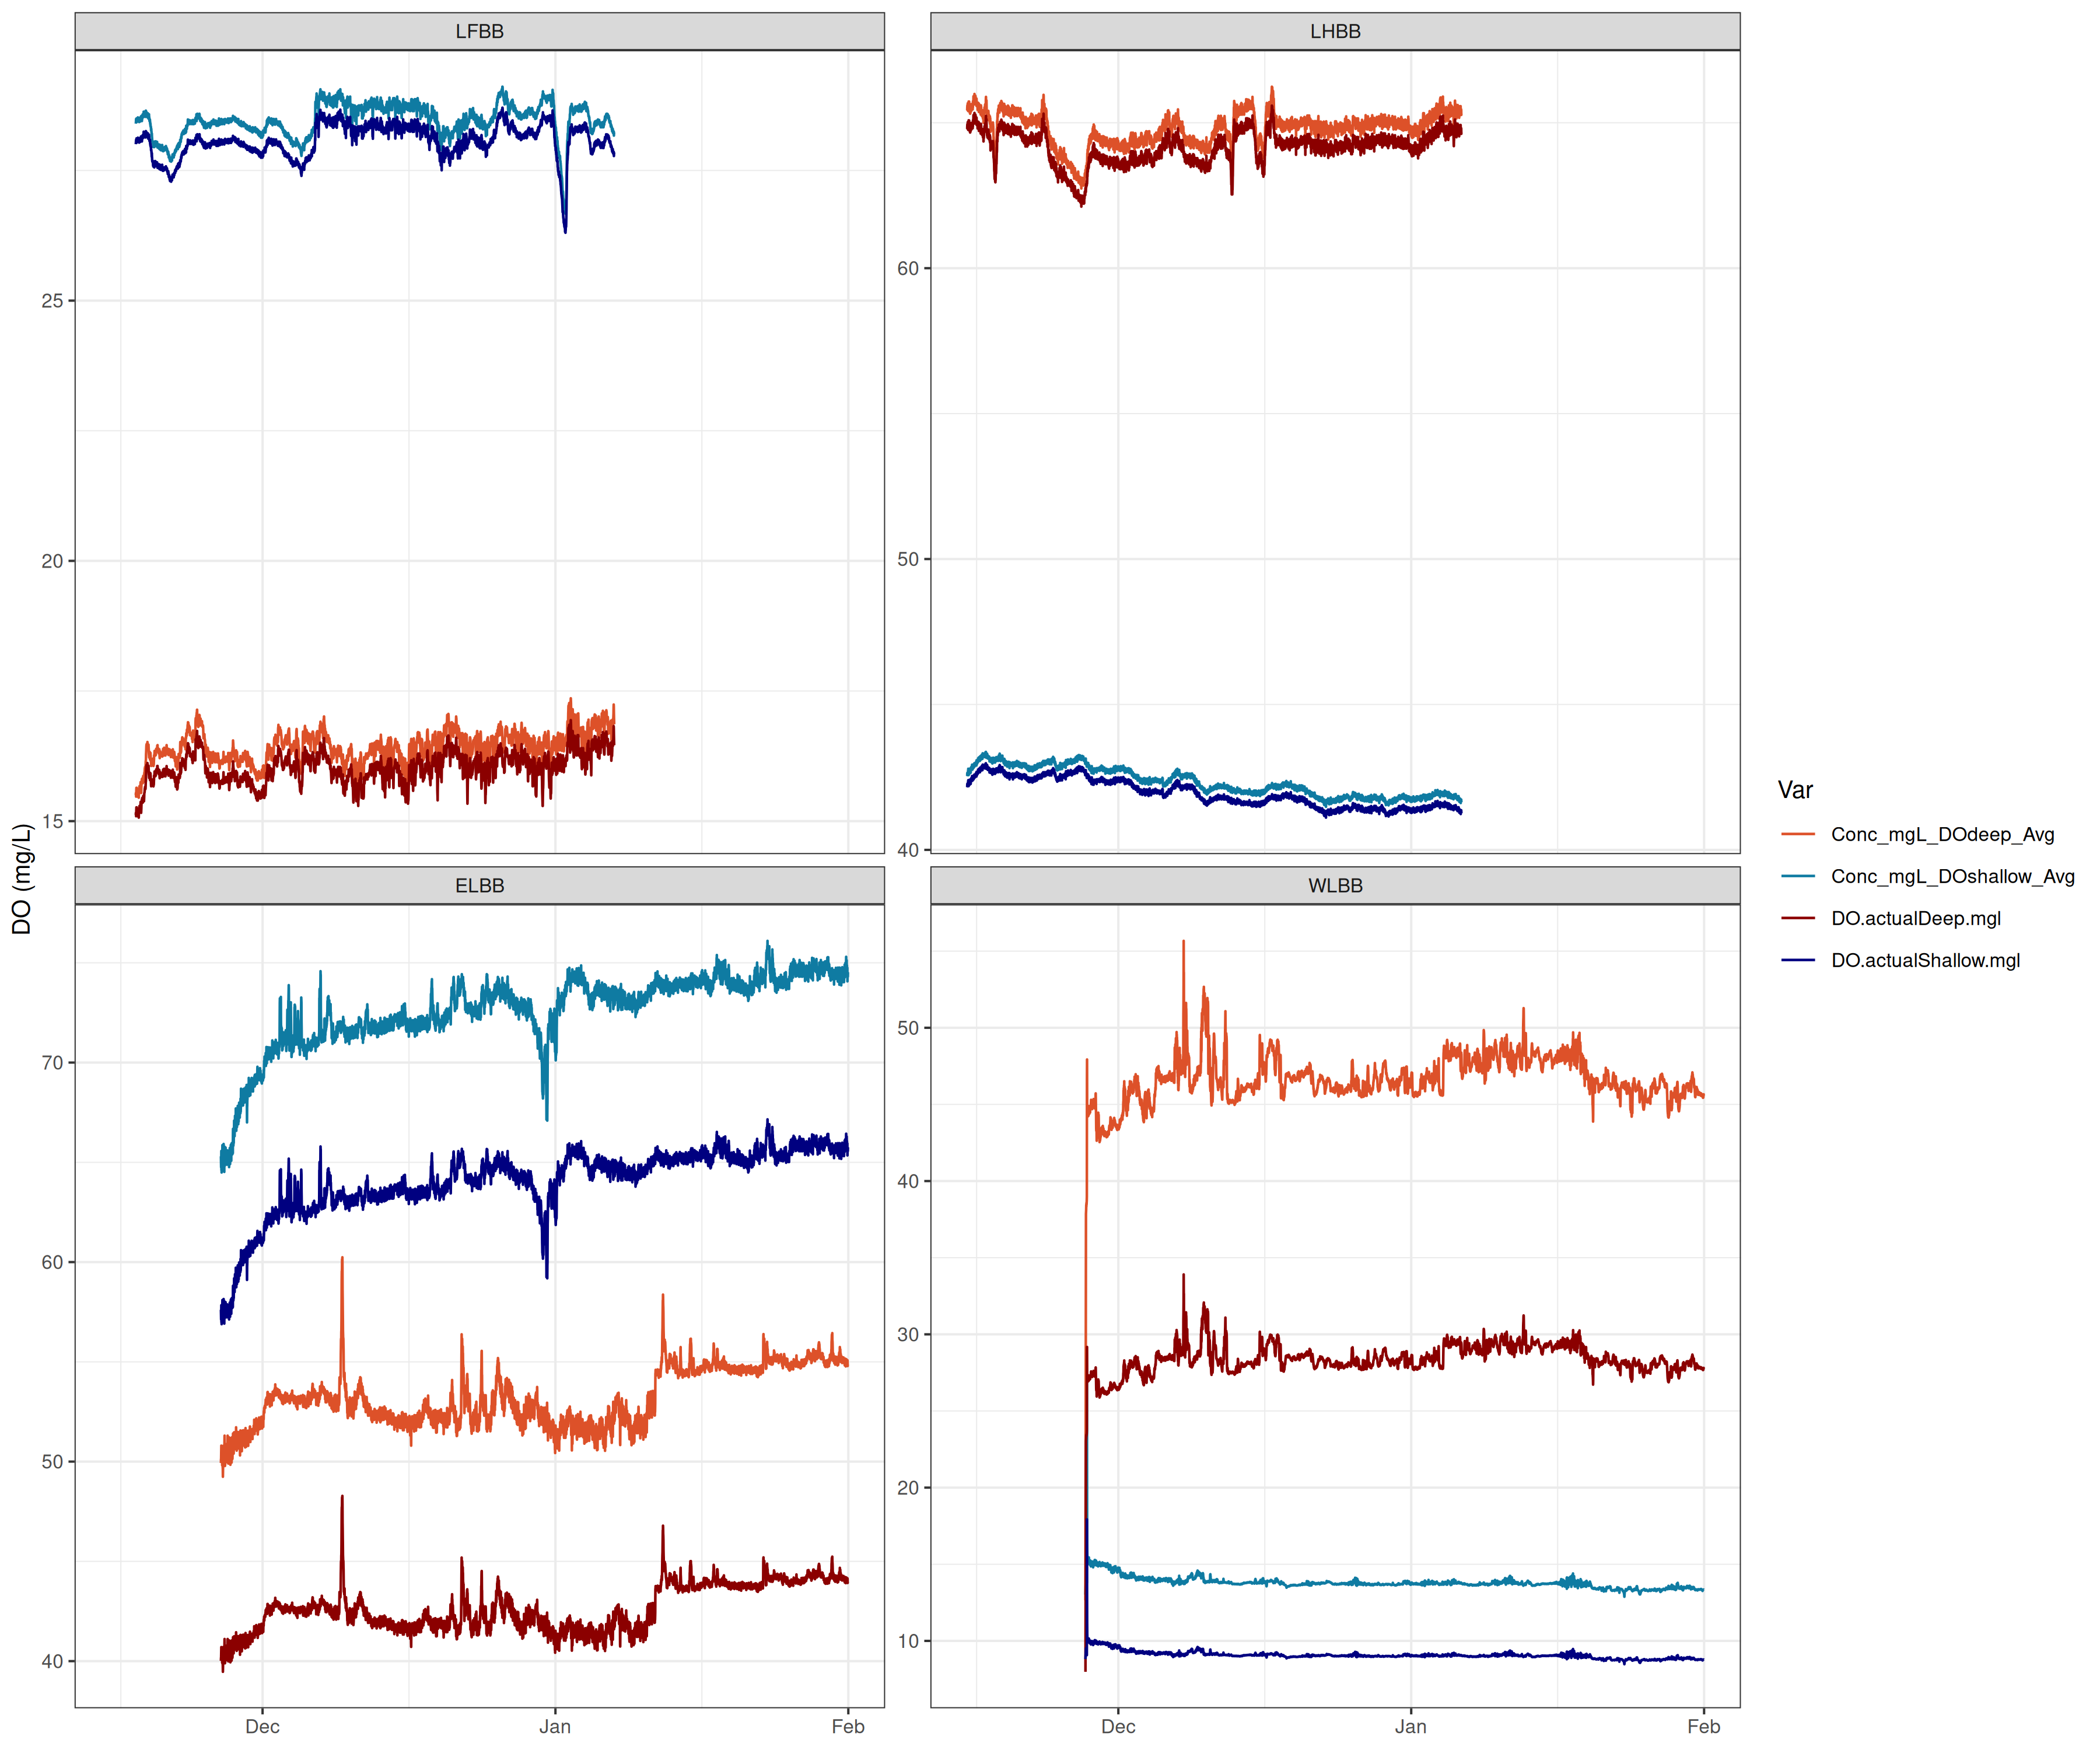 LFBB
LHBB
25
20
15
60
50
40
DO (mg/L)
ELBB
WLBB
70
60
50
40
50
40
30
20
10
Dec
Jan
Feb
Dec
Jan
Feb
Var
Conc_mgL_DOdeep_Avg
Conc_mgL_DOshallow_Avg
DO.actualDeep.mgl
DO.actualShallow.mgl